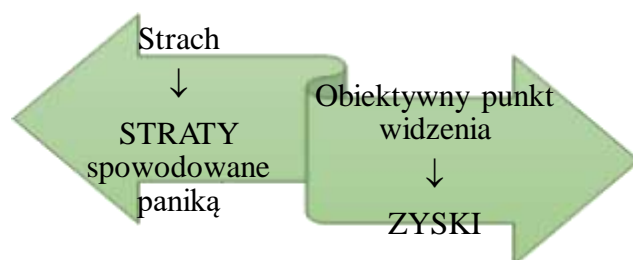 Strach
↓
STRATY
spowodowane
paniką
Obiektywny punkt
widzenia
↓
ZYSKI